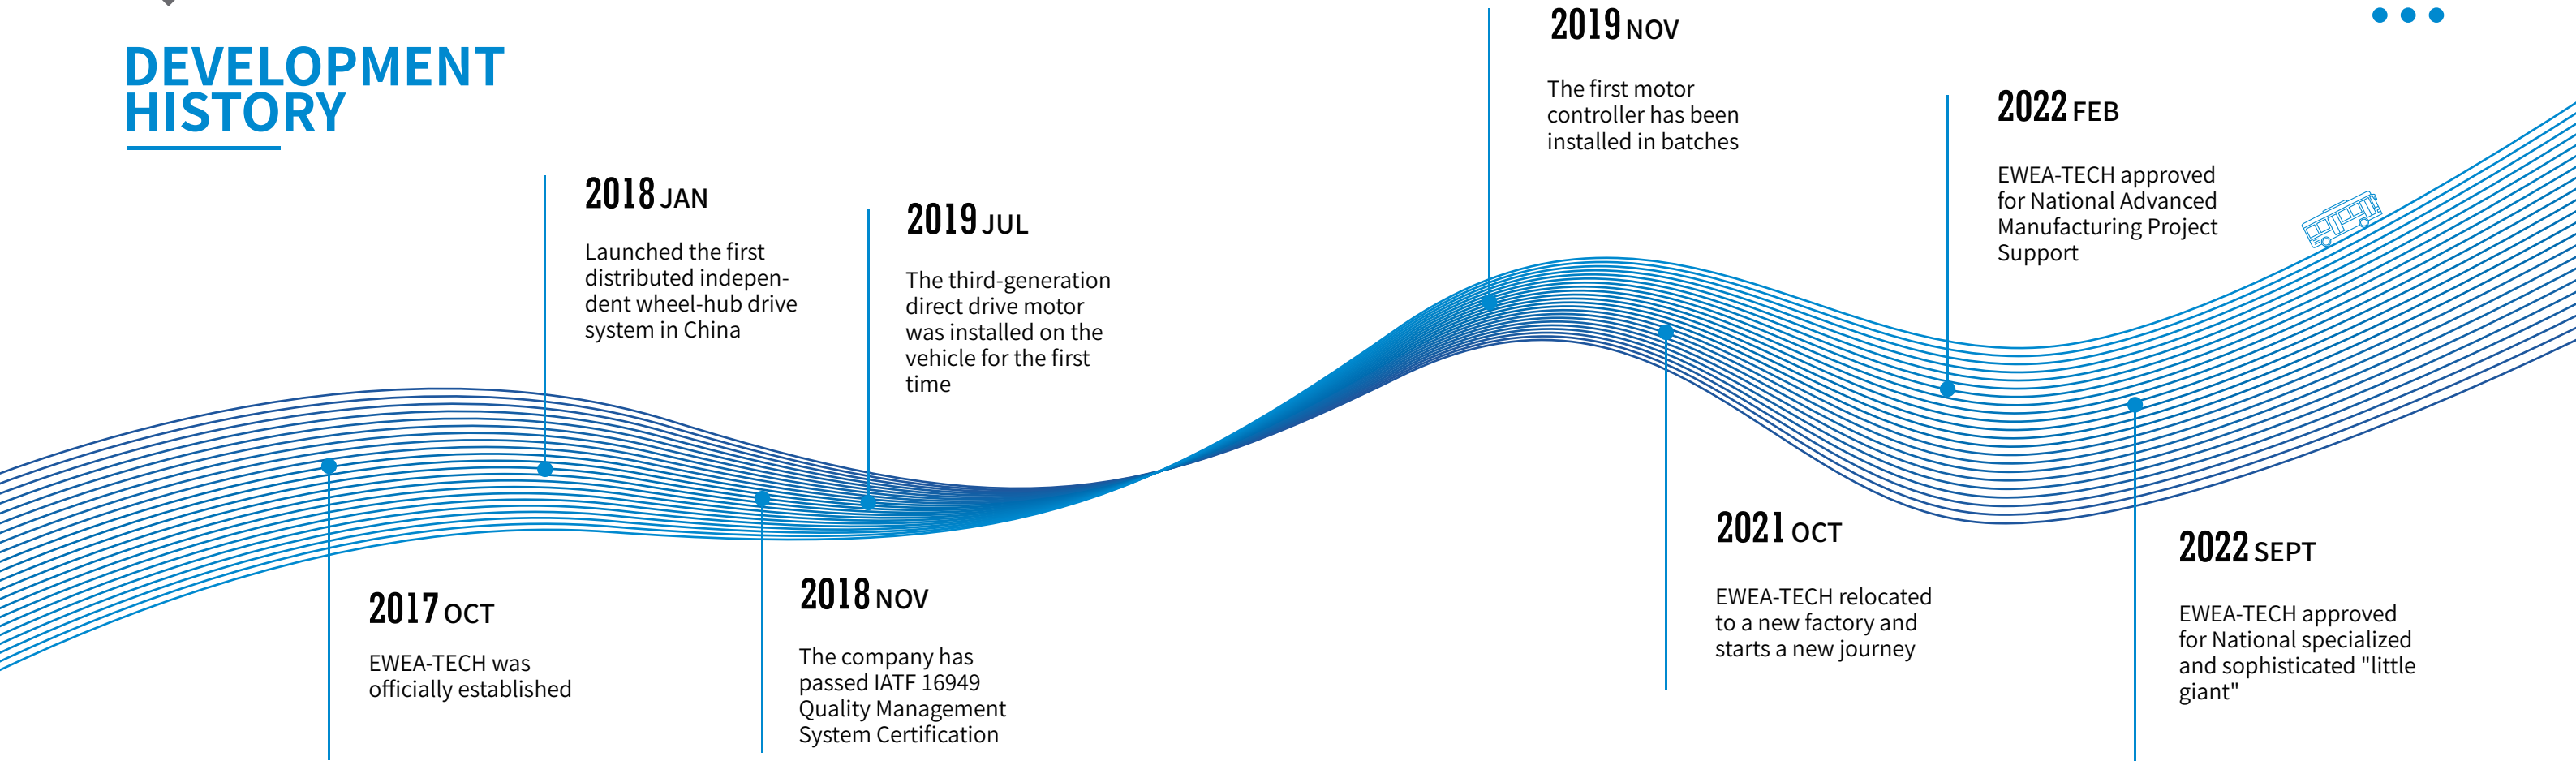 DEVELOPMENT
HISTORY
2017 OCT
EWEA-TECH was
officially established
2018 JAN
Launched the first
distributed indepen-
dent wheel-hub drive
system in China
2018 NOV
The company has
passed IATF 16949
Quality Management
System Certification
2019 JUL
The third-generation
direct drive motor
was installed on the
vehicle for the first
time
2019 NOV
The first motor
controller has been
installed in batches
2021 OCT
EWEA-TECH relocated
to a new factory and
starts a new journey
2022 FEB
EWEA-TECH approved
for National Advanced
Manufacturing Project
Support
2022 SEPT
EWEA-TECH approved
for National specialized
and sophisticated "little
giant"